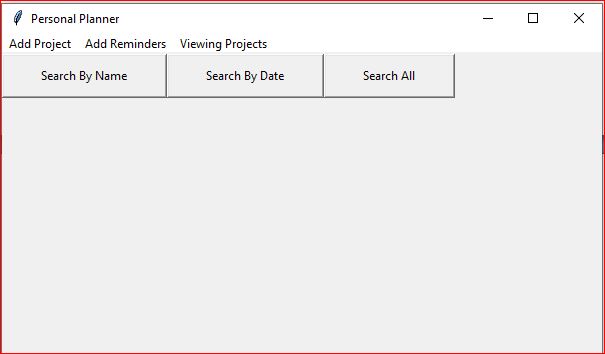 Personal Planner
Add Project Add Reminders Viewing Projects
Search By Name Search By Date Search All